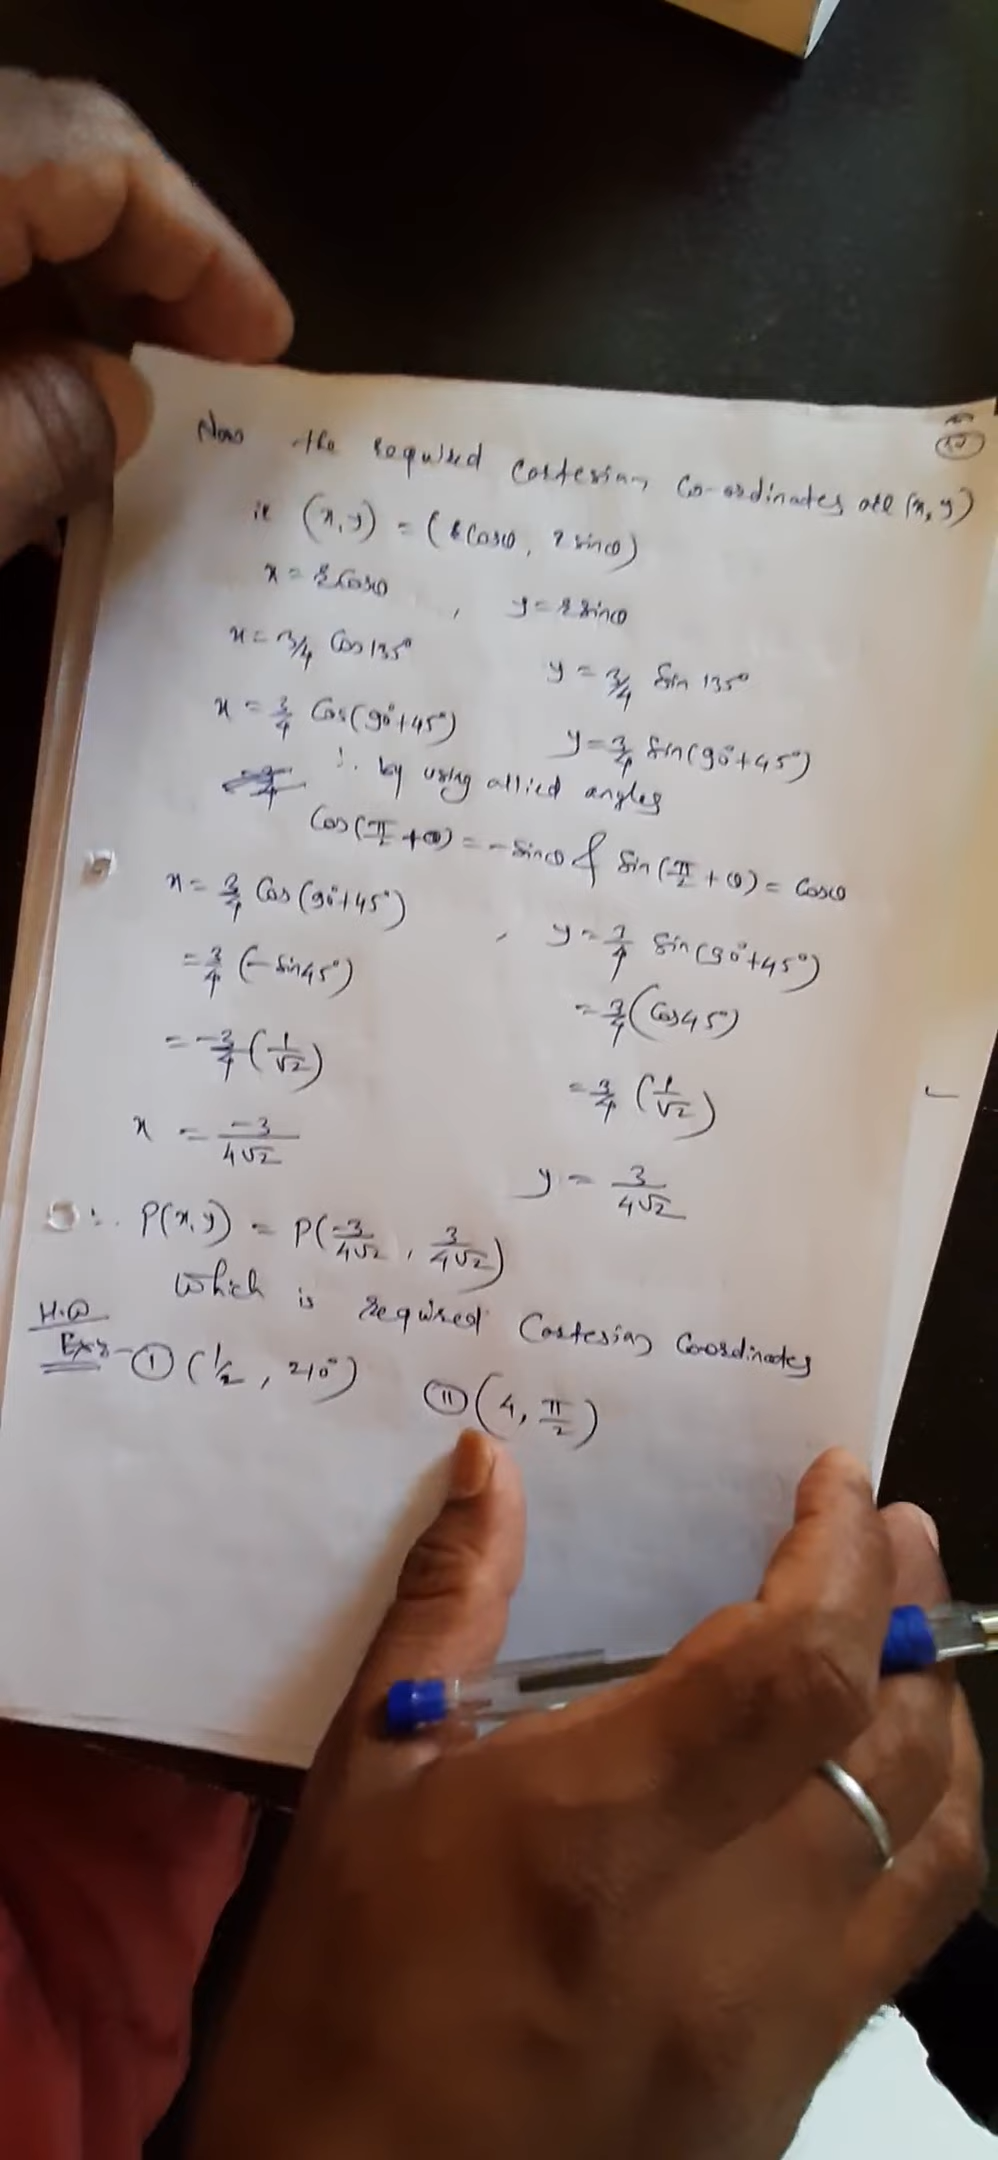 Now the required Cartesian Co-ordinates are (x, y)
ie (x, y) = (r Cosθ, r sinθ)
x = r Cosθ , y = r sinθ
x = 3/4 Cos 135° y = 3/4 Sin 135°
x = 3/4 Cos(90°+45°) y = 3/4 Sin(90°+45°)
∴ by using allied angles
Cos(π/2 + θ) = - Sinθ & Sin(π/2 + θ) = Cosθ
x = 3/4 Cos(90°+45°) , y = 3/4 Sin(90°+45°)
= 3/4 (- Sin45°) = 3/4 (Cos45°)
= -3/4 (1/√2) = 3/4 (1/√2)
x = -3/4√2 y = 3/4√2
∴ P(x, y) = P(-3/4√2 , 3/4√2)
Which is required Cartesian Coordinates
H.W
Ex:- ① (1/2, 210°) ⑪ (4, π/2)